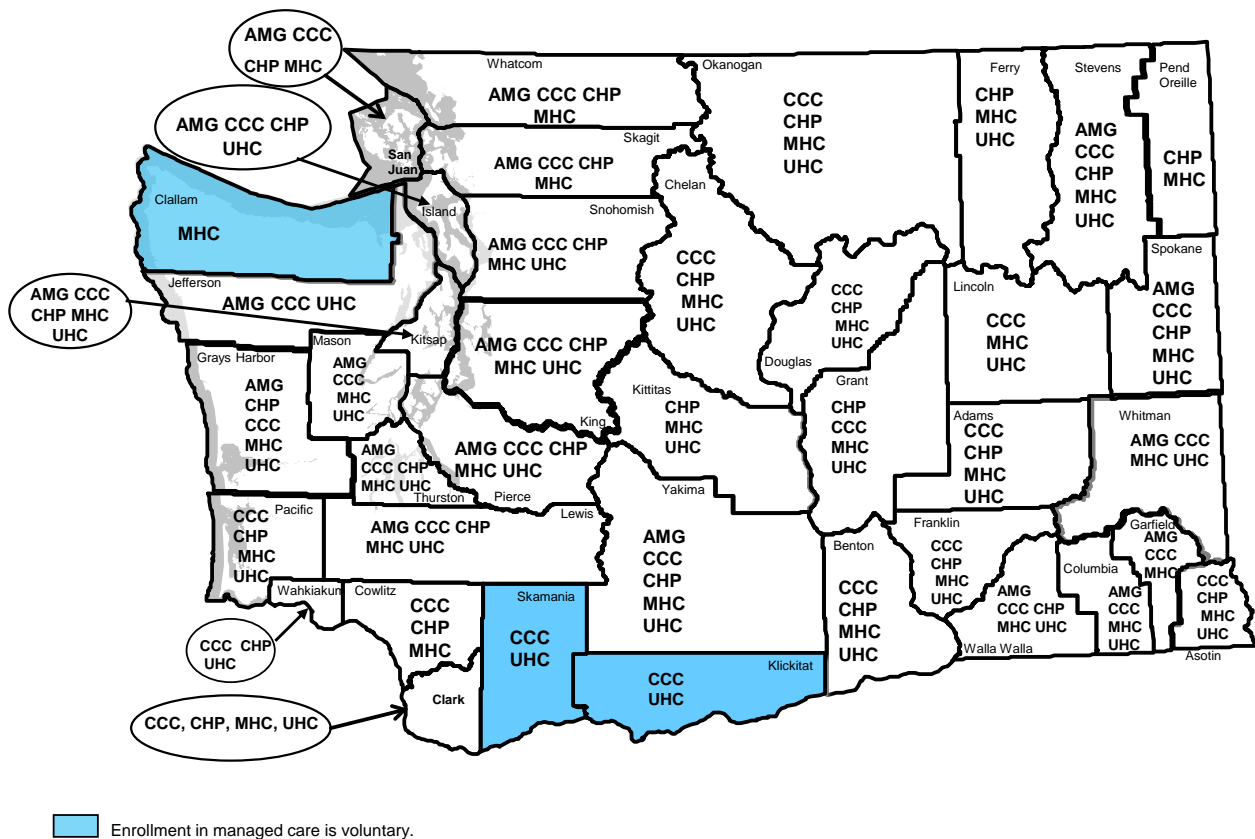 AMG CCC
CHP MHC
AMG CCC CHP
UHC
San
Juan
Island
Whatcom
AMG CCC CHP
MHC
Skagit
AMG CCC CHP
MHC
Snohomish
AMG CCC CHP
MHC UHC
Okanogan
CCC
CHP
MHC
UHC
Ferry
CHP
MHC
UHC
Stevens
AMG
CCC
CHP
MHC
UHC
Pend
Oreille
CHP
MHC
Clallam
MHC
Jefferson
AMG CCC UHC
AMG CCC
CHP MHC
UHC
Kitsap
Chelan
CCC
CHP
MHC
UHC
Douglas
CCC
CHP
MHC
UHC
Lincoln
CCC
MHC
UHC
Spokane
AMG
CCC
CHP
MHC
UHC
Grays Harbor
AMG
CHP
CCC
MHC
UHC
Mason
AMG
CCC
MHC
UHC
AMG CCC CHP
MHC UHC
King
Kittitas
CHP
MHC
UHC
Grant
CHP
CCC
MHC
UHC
Adams
CCC
CHP
MHC
UHC
Whitman
AMG CCC
MHC UHC
AMG
CCC CHP
MHC UHC
Thurston
AMG CCC CHP
MHC UHC
Pierce
Pacific
CCC
CHP
MHC
UHC
Lewis
AMG CCC CHP
MHC UHC
Yakima
AMG
CCC
CHP
MHC
UHC
Benton
CCC
CHP
MHC
UHC
Franklin
CCC
CHP
MHC
UHC
AMG
CCC CHP
MHC UHC
Walla Walla
Columbia
AMG
CCC
MHC
UHC
Garfield
AMG
CCC
MHC
CCC
CHP
MHC
UHC
Asotin
Wahkiakum
CCC CHP
UHC
Cowlitz
CCC
CHP
MHC
Skamania
CCC
UHC
Klickitat
CCC
UHC
Clark
CCC, CHP, MHC, UHC
Enrollment in managed care is voluntary.